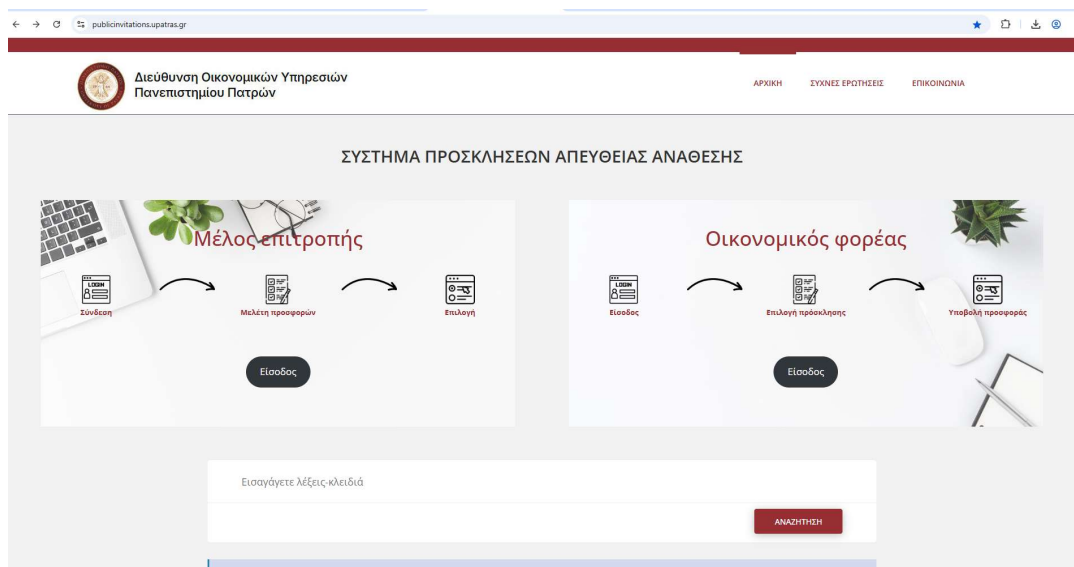 publicinvitations.upatras.gr
Διεύθυνση Οικονομικών Υπηρεσιών
Πανεπιστημίου Πατρών
ΑΡΧΙΚΗ ΣΥΧΝΕΣ ΕΡΩΤΗΣΕΙΣ ΕΠΙΚΟΙΝΩΝΙΑ
ΣΥΣΤΗΜΑ ΠΡΟΣΚΛΗΣΕΩΝ ΑΠΕΥΘΕΙΑΣ ΑΝΑΘΕΣΗΣ
Μέλος επιτροπής
LOGIN
Σύνδεση Μελέτη προσφορών Επιλογή
Είσοδος
Οικονομικός φορέας
LOGIN
Είσοδος Επιλογή πρόσκλησης Υποβολή προσφοράς
Είσοδος
Εισαγάγετε λέξεις-κλειδιά
ΑΝΑΖΗΤΗΣΗ